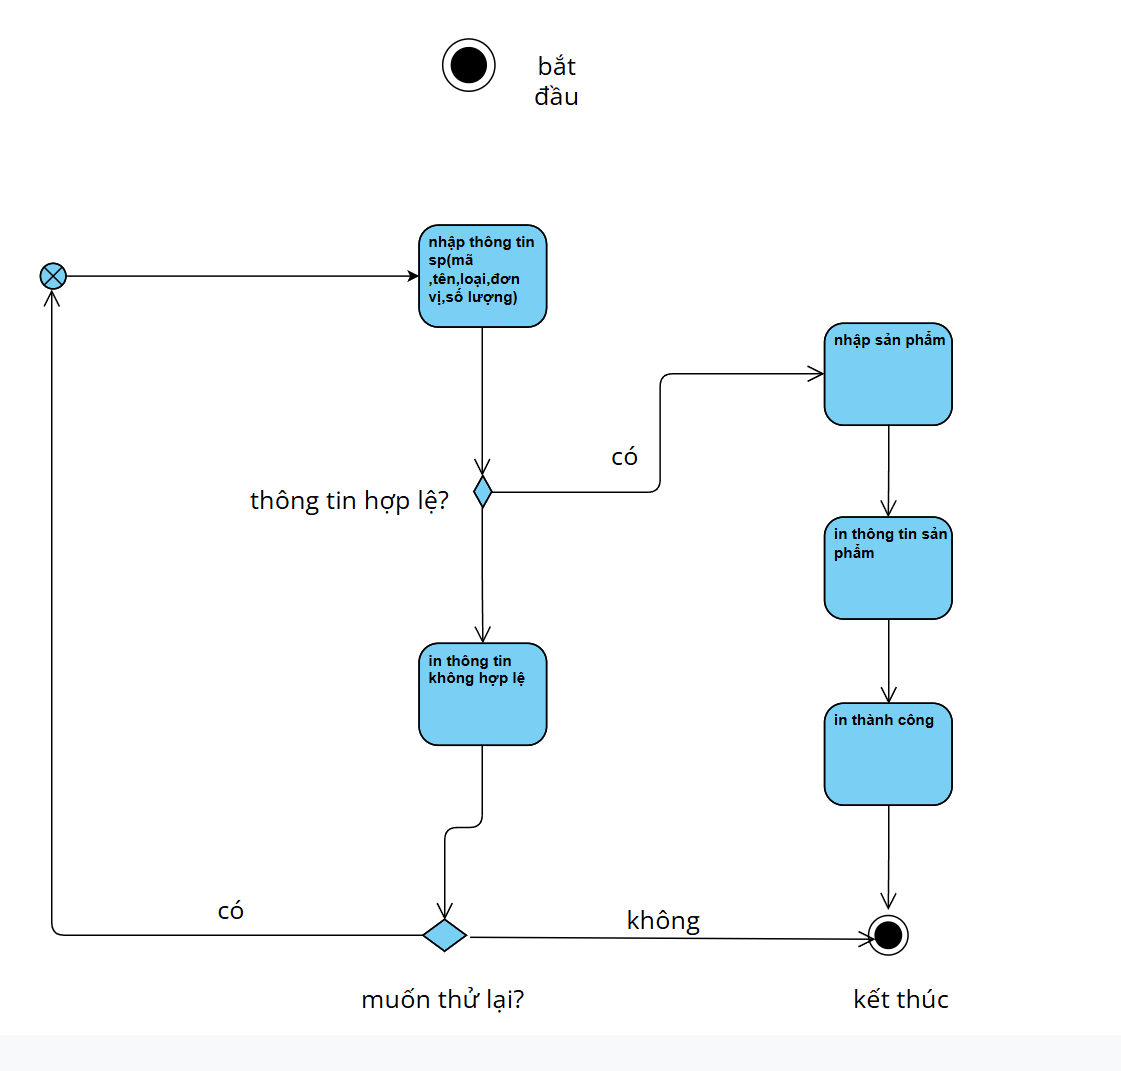 bắt
đầu
nhập thông tin
sp(mã
,tên,loại,đơn
vị,số lượng)
nhập sản phẩm
có
thông tin hợp lệ?
in thông tin sản
phẩm
in thông tin
không hợp lệ
in thành công
có
không
muốn thử lại?
kết thúc